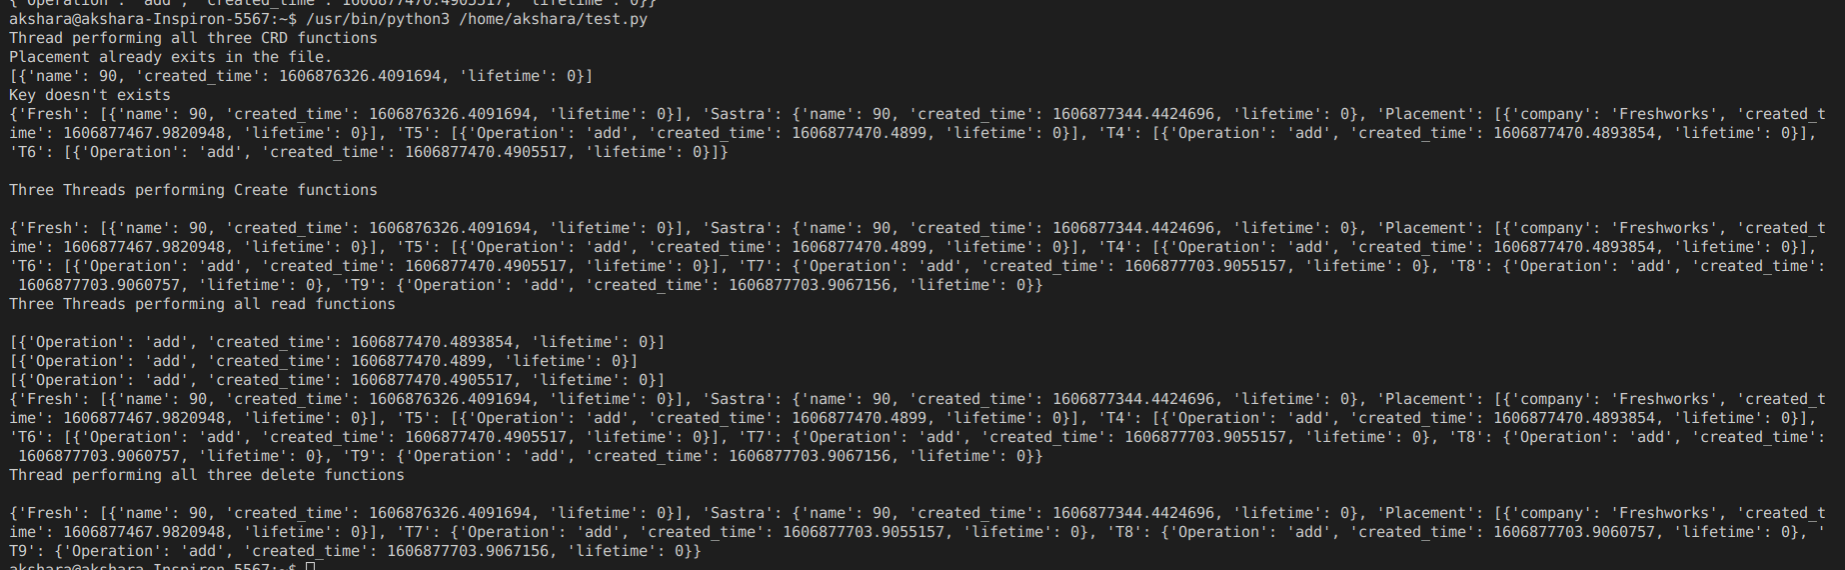 {'Operation': 'add', 'created_time': 1606877470.4905517, 'lifetime': 0}}
akshara@akshara-Inspiron-5567:~$ /usr/bin/python3 /home/akshara/test.py
Thread performing all three CRD functions
Placement already exits in the file.
[{'name': 90, 'created_time': 1606876326.4091694, 'lifetime': 0}]
Key doesn't exists
{'Fresh': [{'name': 90, 'created_time': 1606876326.4091694, 'lifetime': 0}], 'Sastra': {'name': 90, 'created_time': 1606877344.4424696, 'lifetime': 0}, 'Placement': [{'company': 'Freshworks', 'created_t
ime': 1606877467.9820948, 'lifetime': 0}], 'T5': [{'Operation': 'add', 'created_time': 1606877470.4899, 'lifetime': 0}], 'T4': [{'Operation': 'add', 'created_time': 1606877470.4893854, 'lifetime': 0}],
'T6': [{'Operation': 'add', 'created_time': 1606877470.4905517, 'lifetime': 0}]}
Three Threads performing Create functions
{'Fresh': [{'name': 90, 'created_time': 1606876326.4091694, 'lifetime': 0}], 'Sastra': {'name': 90, 'created_time': 1606877344.4424696, 'lifetime': 0}, 'Placement': [{'company': 'Freshworks', 'created_t
ime': 1606877467.9820948, 'lifetime': 0}], 'T5': [{'Operation': 'add', 'created_time': 1606877470.4899, 'lifetime': 0}], 'T4': [{'Operation': 'add', 'created_time': 1606877470.4893854, 'lifetime': 0}],
'T6': [{'Operation': 'add', 'created_time': 1606877470.4905517, 'lifetime': 0}], 'T7': {'Operation': 'add', 'created_time': 1606877703.9055157, 'lifetime': 0}, 'T8': {'Operation': 'add', 'created_time':
1606877703.9060757, 'lifetime': 0}, 'T9': {'Operation': 'add', 'created_time': 1606877703.9067156, 'lifetime': 0}}
Three Threads performing all read functions
[{'Operation': 'add', 'created_time': 1606877470.4893854, 'lifetime': 0}]
[{'Operation': 'add', 'created_time': 1606877470.4899, 'lifetime': 0}]
[{'Operation': 'add', 'created_time': 1606877470.4905517, 'lifetime': 0}]
{'Fresh': [{'name': 90, 'created_time': 1606876326.4091694, 'lifetime': 0}], 'Sastra': {'name': 90, 'created_time': 1606877344.4424696, 'lifetime': 0}, 'Placement': [{'company': 'Freshworks', 'created_t
ime': 1606877467.9820948, 'lifetime': 0}], 'T5': [{'Operation': 'add', 'created_time': 1606877470.4899, 'lifetime': 0}], 'T4': [{'Operation': 'add', 'created_time': 1606877470.4893854, 'lifetime': 0}],
'T6': [{'Operation': 'add', 'created_time': 1606877470.4905517, 'lifetime': 0}], 'T7': {'Operation': 'add', 'created_time': 1606877703.9055157, 'lifetime': 0}, 'T8': {'Operation': 'add', 'created_time':
1606877703.9060757, 'lifetime': 0}, 'T9': {'Operation': 'add', 'created_time': 1606877703.9067156, 'lifetime': 0}}
Thread performing all three delete functions
{'Fresh': [{'name': 90, 'created_time': 1606876326.4091694, 'lifetime': 0}], 'Sastra': {'name': 90, 'created_time': 1606877344.4424696, 'lifetime': 0}, 'Placement': [{'company': 'Freshworks', 'created_t
ime': 1606877467.9820948, 'lifetime': 0}], 'T7': {'Operation': 'add', 'created_time': 1606877703.9055157, 'lifetime': 0}, 'T8': {'Operation': 'add', 'created_time': 1606877703.9060757, 'lifetime': 0}, '
T9': {'Operation': 'add', 'created_time': 1606877703.9067156, 'lifetime': 0}}
akshara@akshara-Inspiron-5567:~$